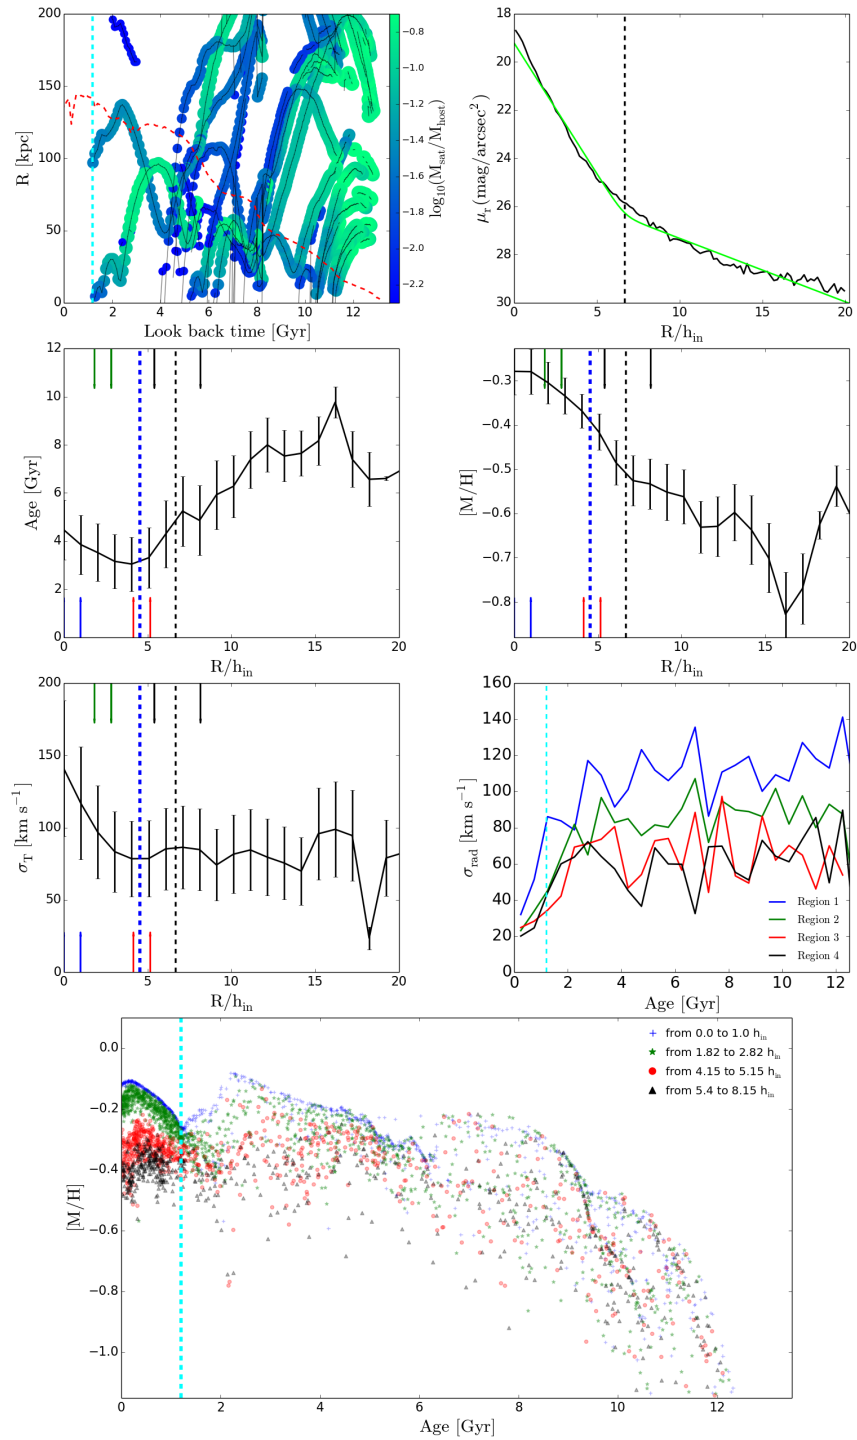 200
150
100
50
0
R [kpc]
0 2 4 6 8 10 12
Look back time [Gyr]
−0.8
−1.0
−1.2
−1.4
−1.6
−1.8
−2.0
−2.2
log10(Msat/Mhost)
18
20
22
24
26
28
30
μr(mag/arcsec²)
0 5 10 15 20
R/hin
12
10
8
6
4
2
0
Age [Gyr]
0 5 10 15 20
R/hin
−0.3
−0.4
−0.5
−0.6
−0.7
−0.8
[M/H]
0 5 10 15 20
R/hin
200
150
100
50
0
σT [km s−1]
0 5 10 15 20
R/hin
160
140
120
100
80
60
40
20
0
σrad [km s−1]
Region 1
Region 2
Region 3
Region 4
0 2 4 6 8 10 12
Age [Gyr]
0.0
−0.2
−0.4
−0.6
−0.8
−1.0
[M/H]
from 0.0 to 1.0 hin
from 1.82 to 2.82 hin
from 4.15 to 5.15 hin
from 5.4 to 8.15 hin
0 2 4 6 8 10 12
Age [Gyr]